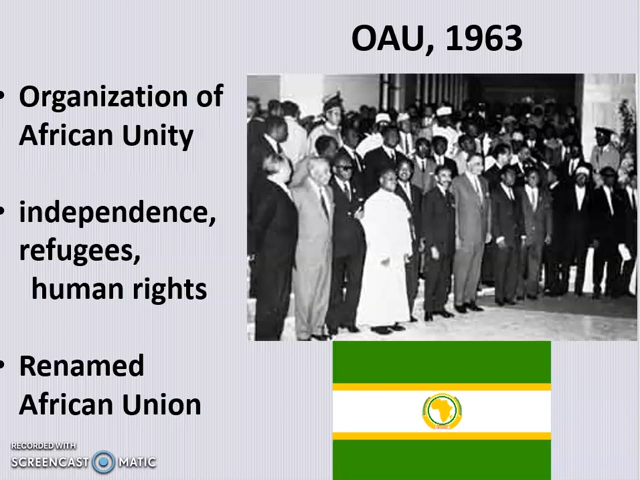 OAU, 1963
• Organization of
African Unity
• independence,
refugees,
human rights
• Renamed
African Union
RECORDED WITH
SCREENCAST MATIC